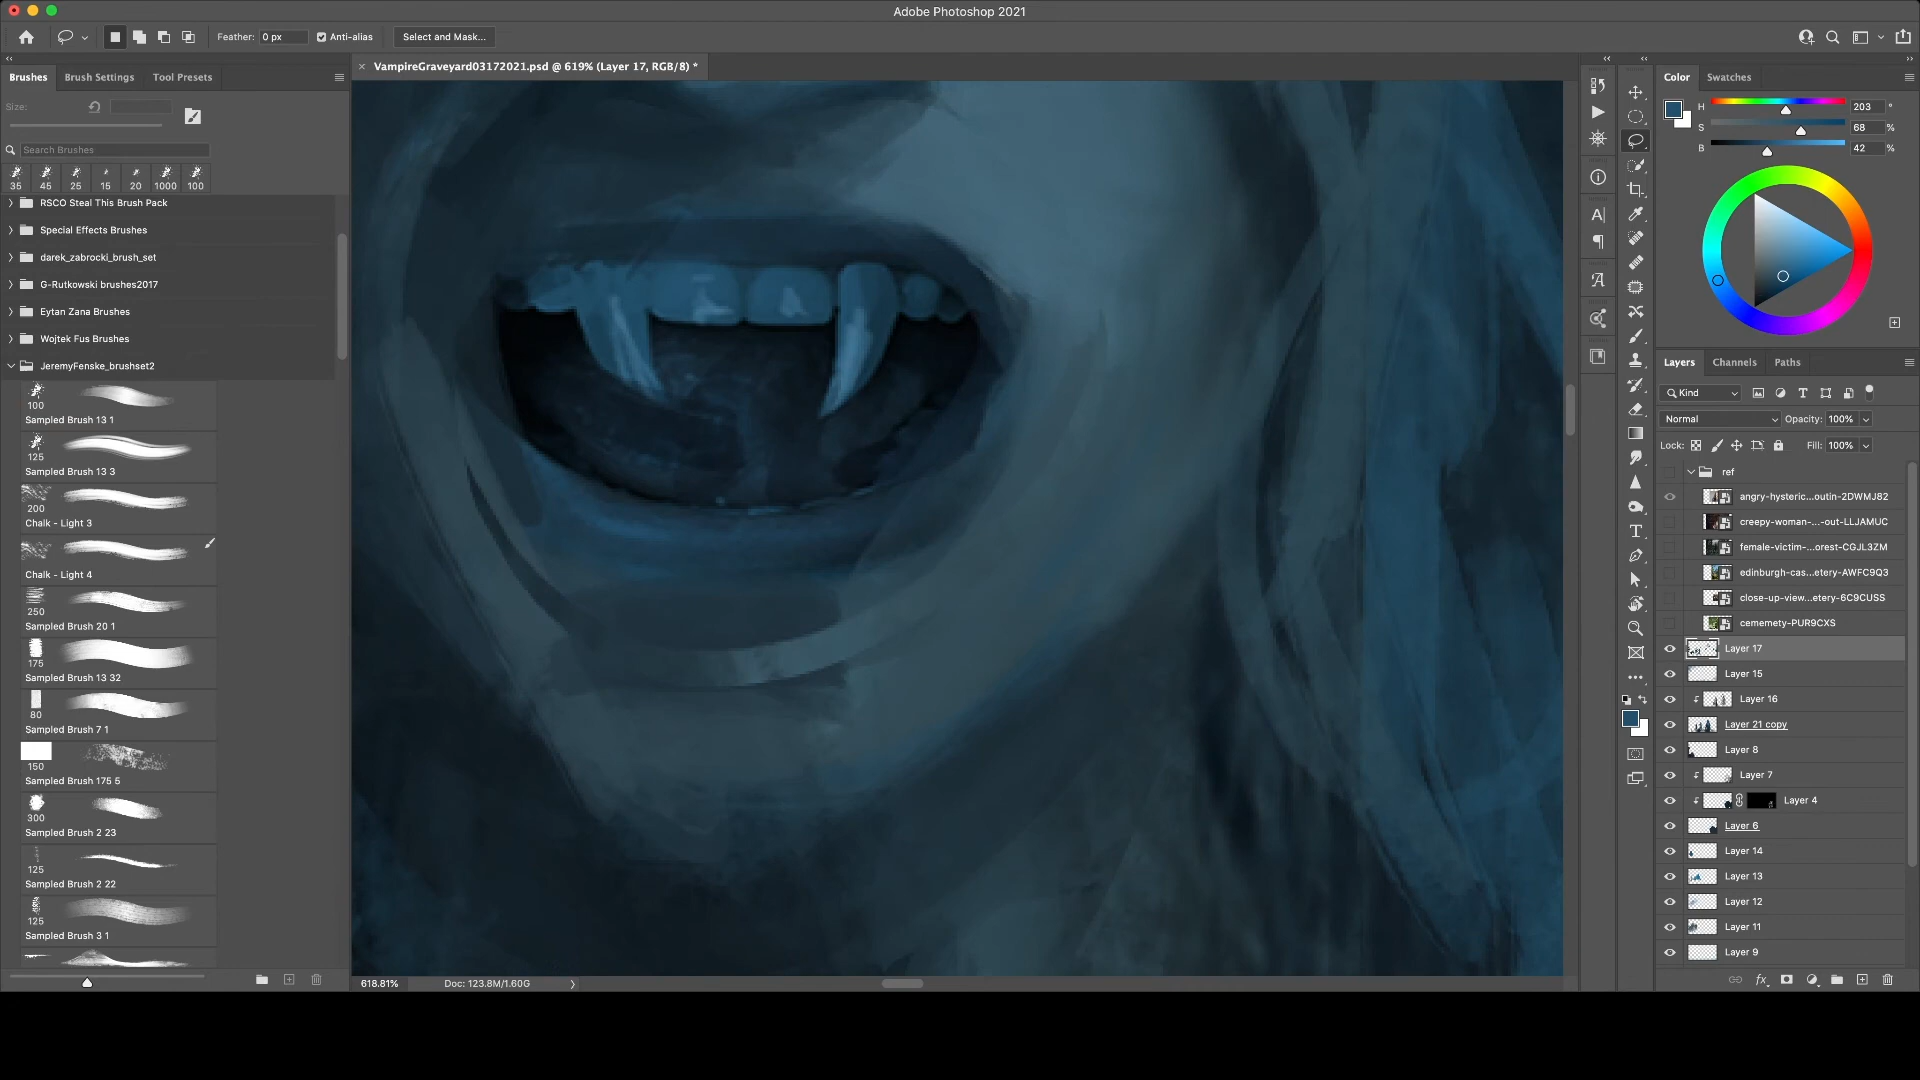 Adobe Photoshop 2021
Feather: 0 px Anti-alias Select and Mask...
Brushes Brush Settings Tool Presets
Size:
Search Brushes
35 45 25 15 20 1000 100
RSCO Steal This Brush Pack
Special Effects Brushes
darek_zabrocki_brush_set
G-Rutkowski brushes2017
Eytan Zana Brushes
Wojtek Fus Brushes
JeremyFenske_brushset2
100
Sampled Brush 13 1
125
Sampled Brush 13 3
200
Chalk - Light 3
Chalk - Light 4
250
Sampled Brush 20 1
175
Sampled Brush 13 32
80
Sampled Brush 7 1
150
Sampled Brush 175 5
300
Sampled Brush 2 23
125
Sampled Brush 2 22
125
Sampled Brush 3 1
VampireGraveyard03172021.psd @ 619% (Layer 17, RGB/8) *
618.81% Doc: 123.8M/1.60G
Color Swatches
H 203 °
S 68 %
B 42 %
Layers Channels Paths
Kind
Normal Opacity: 100%
Lock: Fill: 100%
ref
angry-hysteric...outin-2DWMJ82
creepy-woman-...-out-LLJAMUC
female-victim-...orest-CGJL3ZM
edinburgh-cas...etery-AWFC9Q3
close-up-view...etery-6C9CUSS
cememety-PUR9CXS
Layer 17
Layer 15
Layer 16
Layer 21 copy
Layer 8
Layer 7
Layer 4
Layer 6
Layer 14
Layer 13
Layer 12
Layer 11
Layer 9
fx